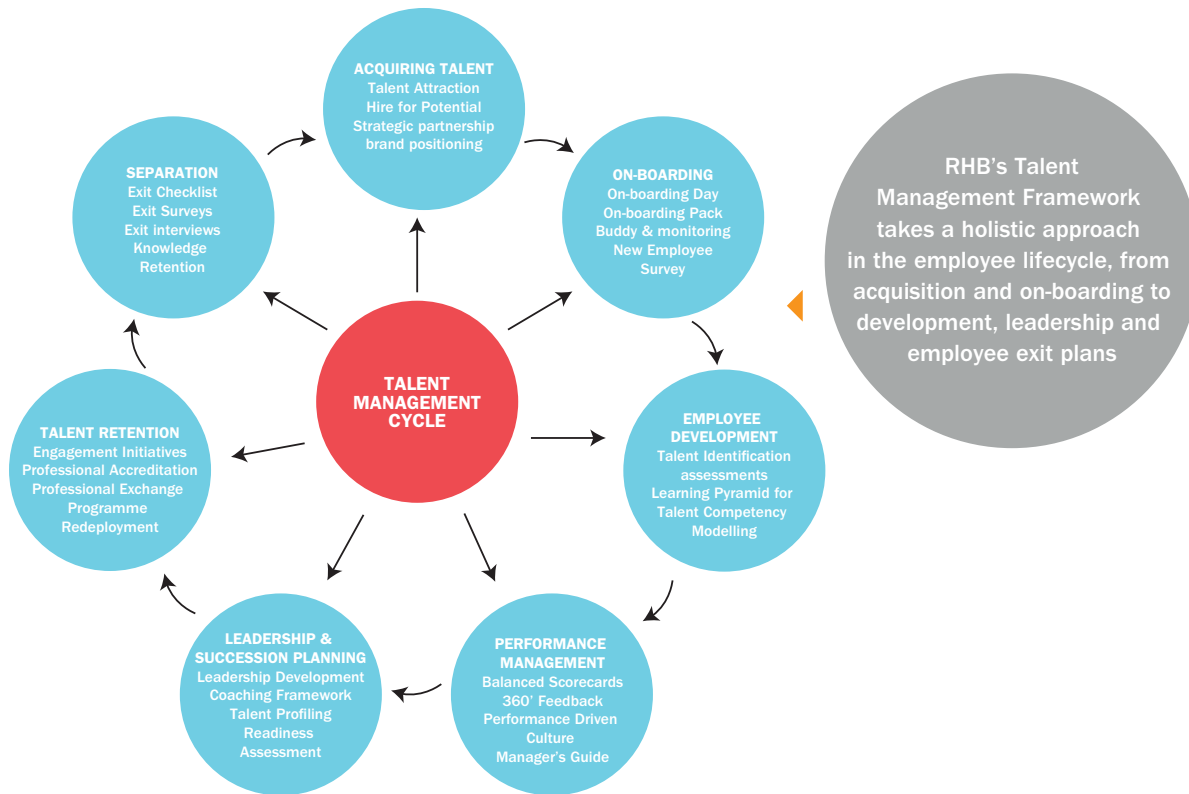 ACQUIRING TALENT
Talent Attraction
Hire for Potential
Strategic partnership
brand positioning
ON-BOARDING
On-boarding Day
On-boarding Pack
Buddy & monitoring
New Employee
Survey
EMPLOYEE
DEVELOPMENT
Talent Identification
assessments
Learning Pyramid for
Talent Competency
Modelling
PERFORMANCE
MANAGEMENT
Balanced Scorecards
360' Feedback
Performance Driven
Culture
Manager's Guide
LEADERSHIP &
SUCCESSION PLANNING
Leadership Development
Coaching Framework
Talent Profiling
Readiness
Assessment
TALENT RETENTION
Engagement Initiatives
Professional Accreditation
Professional Exchange
Programme
Redeployment
SEPARATION
Exit Checklist
Exit Surveys
Exit interviews
Knowledge
Retention
TALENT
MANAGEMENT
CYCLE
RHB's Talent
Management Framework
takes a holistic approach
in the employee lifecycle, from
acquisition and on-boarding to
development, leadership and
employee exit plans